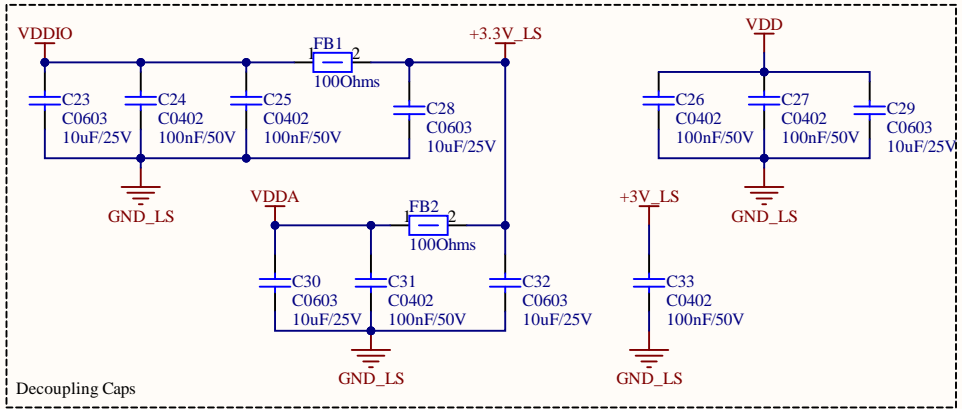 VDDIO
FB1
1
2
100Ohms
+3.3V_LS
VDD
C23
C0603
10uF/25V
C24
C0402
100nF/50V
C25
C0402
100nF/50V
C28
C0603
10uF/25V
C26
C0402
100nF/50V
C27
C0402
100nF/50V
C29
C0603
10uF/25V
GND_LS
GND_LS
VDDA
FB2
1
2
100Ohms
+3V_LS
C30
C0603
10uF/25V
C31
C0402
100nF/50V
C32
C0603
10uF/25V
C33
C0402
100nF/50V
GND_LS
GND_LS
Decoupling Caps